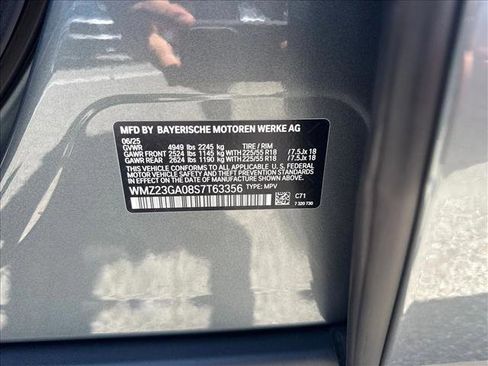 MFD BY BAYERISCHE MOTOREN WERKE AG
06/25
GVWR 4949 lbs 2245 kg TIRE / RIM
GAWR FRONT 2524 lbs 1145 kg WITH 225/55 R18 / 7.5Jx 18
GAWR REAR 2624 lbs 1190 kg WITH 225/55 R18 / 7.5Jx 18
THIS VEHICLE CONFORMS TO ALL APPLICABLE
U. S. FEDERAL MOTOR VEHICLE SAFETY
AND THEFT PREVENTION STANDARDS
IN EFFECT ON THE DATE OF
MANUFACTURE SHOWN ABOVE
WMZ23GA08S7T63356 TYPE: MPV
C71
7 320 730